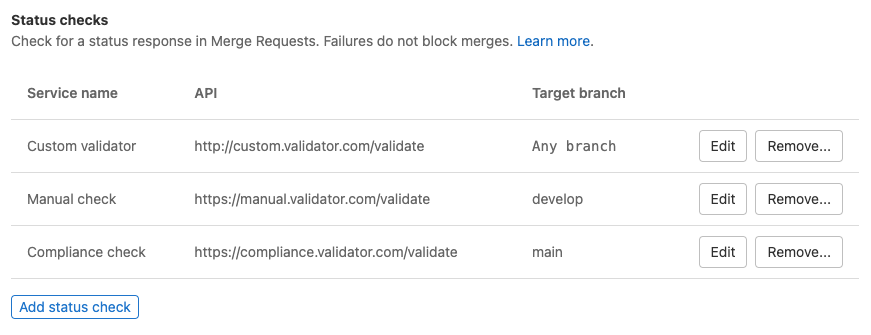 Status checks
Check for a status response in Merge Requests. Failures do not block merges. Learn more.
Service name API Target branch
Custom validator http://custom.validator.com/validate Any branch Edit Remove...
Manual check https://manual.validator.com/validate develop Edit Remove...
Compliance check https://compliance.validator.com/validate main Edit Remove...
Add status check